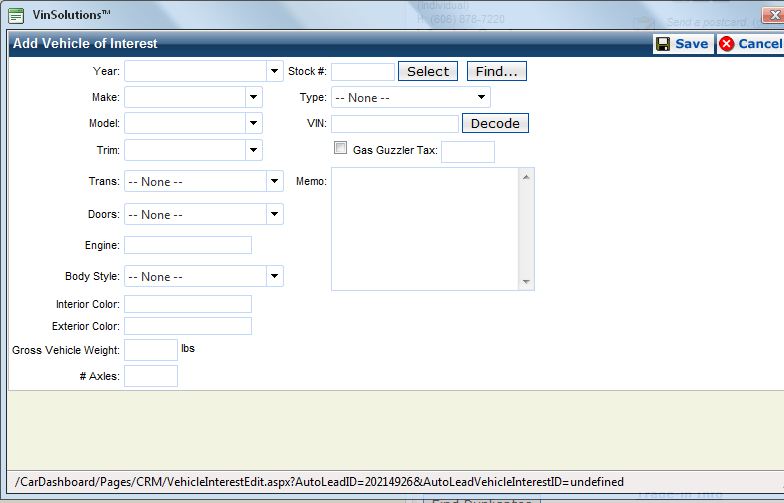 (Individual)
H: (606) 878-7220
VinSolutions™
Send a postcard.
Add Vehicle of Interest
Save
Cancel
Year: Stock #: Select Find...
Make: Type: -- None --
Model: VIN: Decode
Trim: Gas Guzzler Tax:
Trans: -- None -- Memo:
Doors: -- None --
Engine:
Body Style: -- None --
Interior Color:
Exterior Color:
Gross Vehicle Weight: lbs
# Axles:
/CarDashboard/Pages/CRM/VehicleInterestEdit.aspx?AutoLeadID=20214926&AutoLeadVehicleInterestID=undefined
Trade-in Info